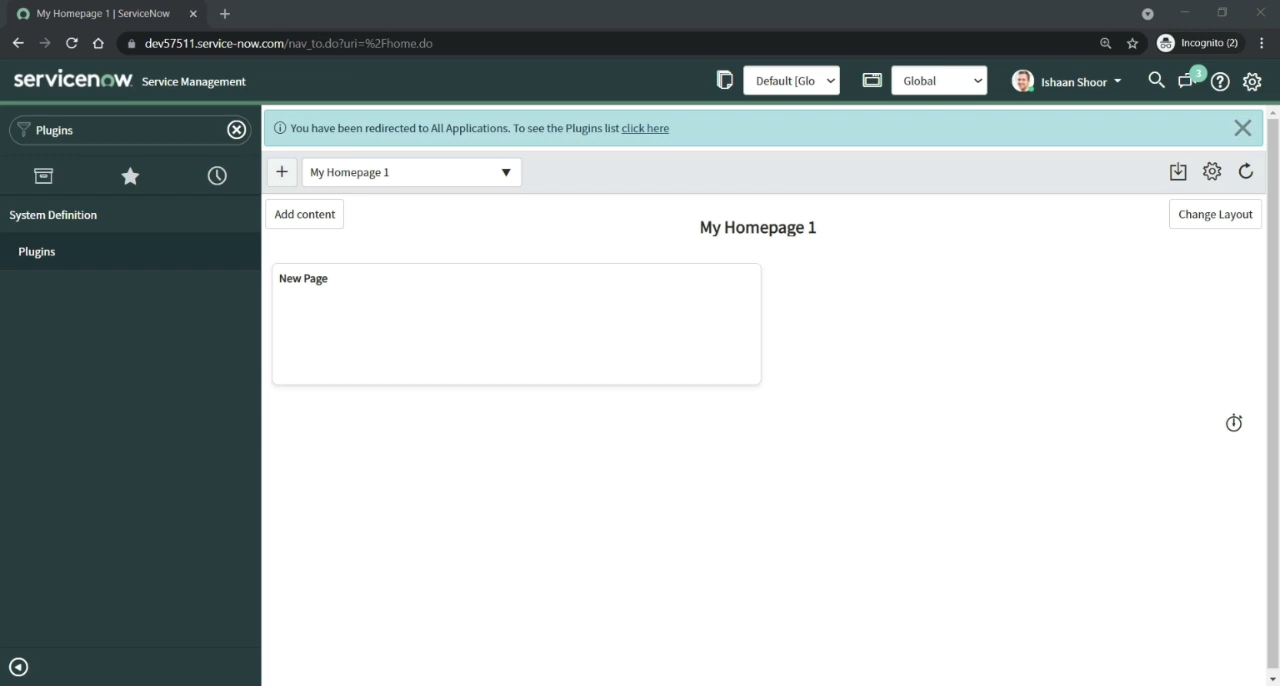 My Homepage 1 | ServiceNow
dev57511.service-now.com/nav_to.do?uri=%2Fhome.do
Incognito (2)
servicenow Service Management
Default [Glo
Global
Ishaan Shoor
3
Plugins
System Definition
Plugins
You have been redirected to All Applications. To see the Plugins list click here
My Homepage 1
Add content
My Homepage 1
Change Layout
New Page